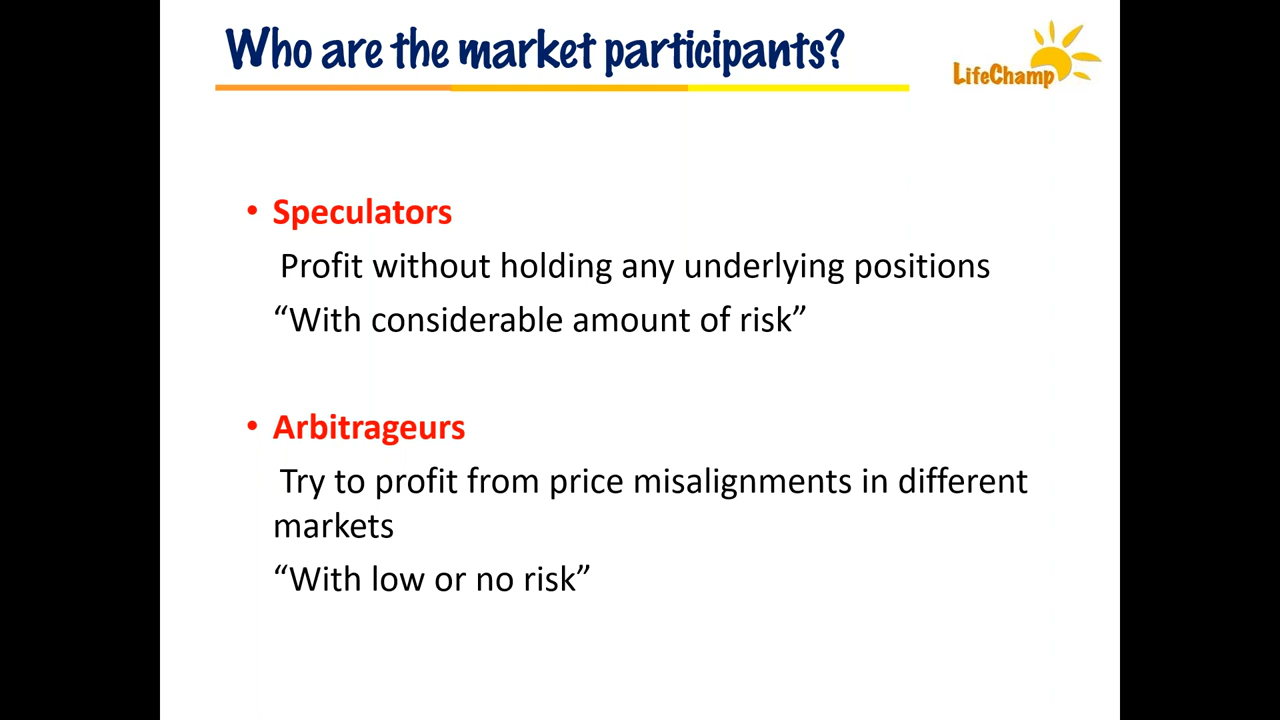 Who are the market participants?
LifeChamp
• Speculators
Profit without holding any underlying positions
“With considerable amount of risk”
• Arbitrageurs
Try to profit from price misalignments in different
markets
“With low or no risk”